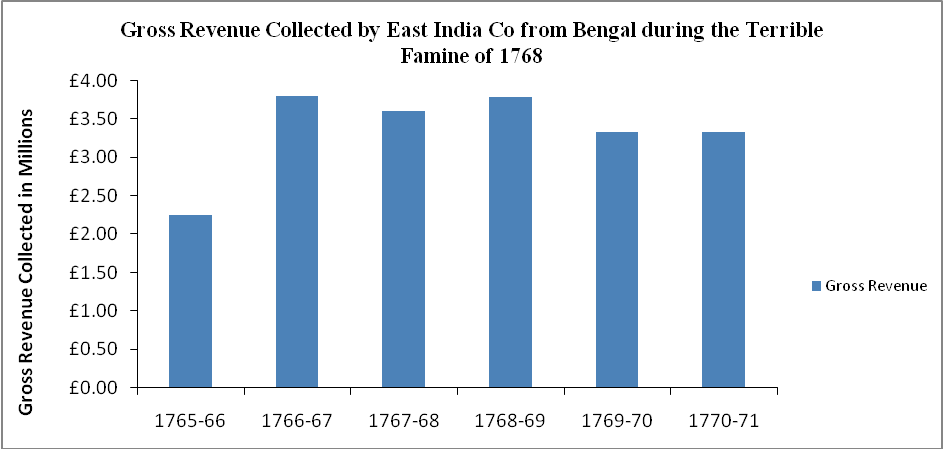 Gross Revenue Collected by East India Co from Bengal during the Terrible
Famine of 1768
Gross Revenue Collected in Millions
£4.00
£3.50
£3.00
£2.50
£2.00
£1.50
£1.00
£0.50
£0.00
1765-66 1766-67 1767-68 1768-69 1769-70 1770-71
Gross Revenue